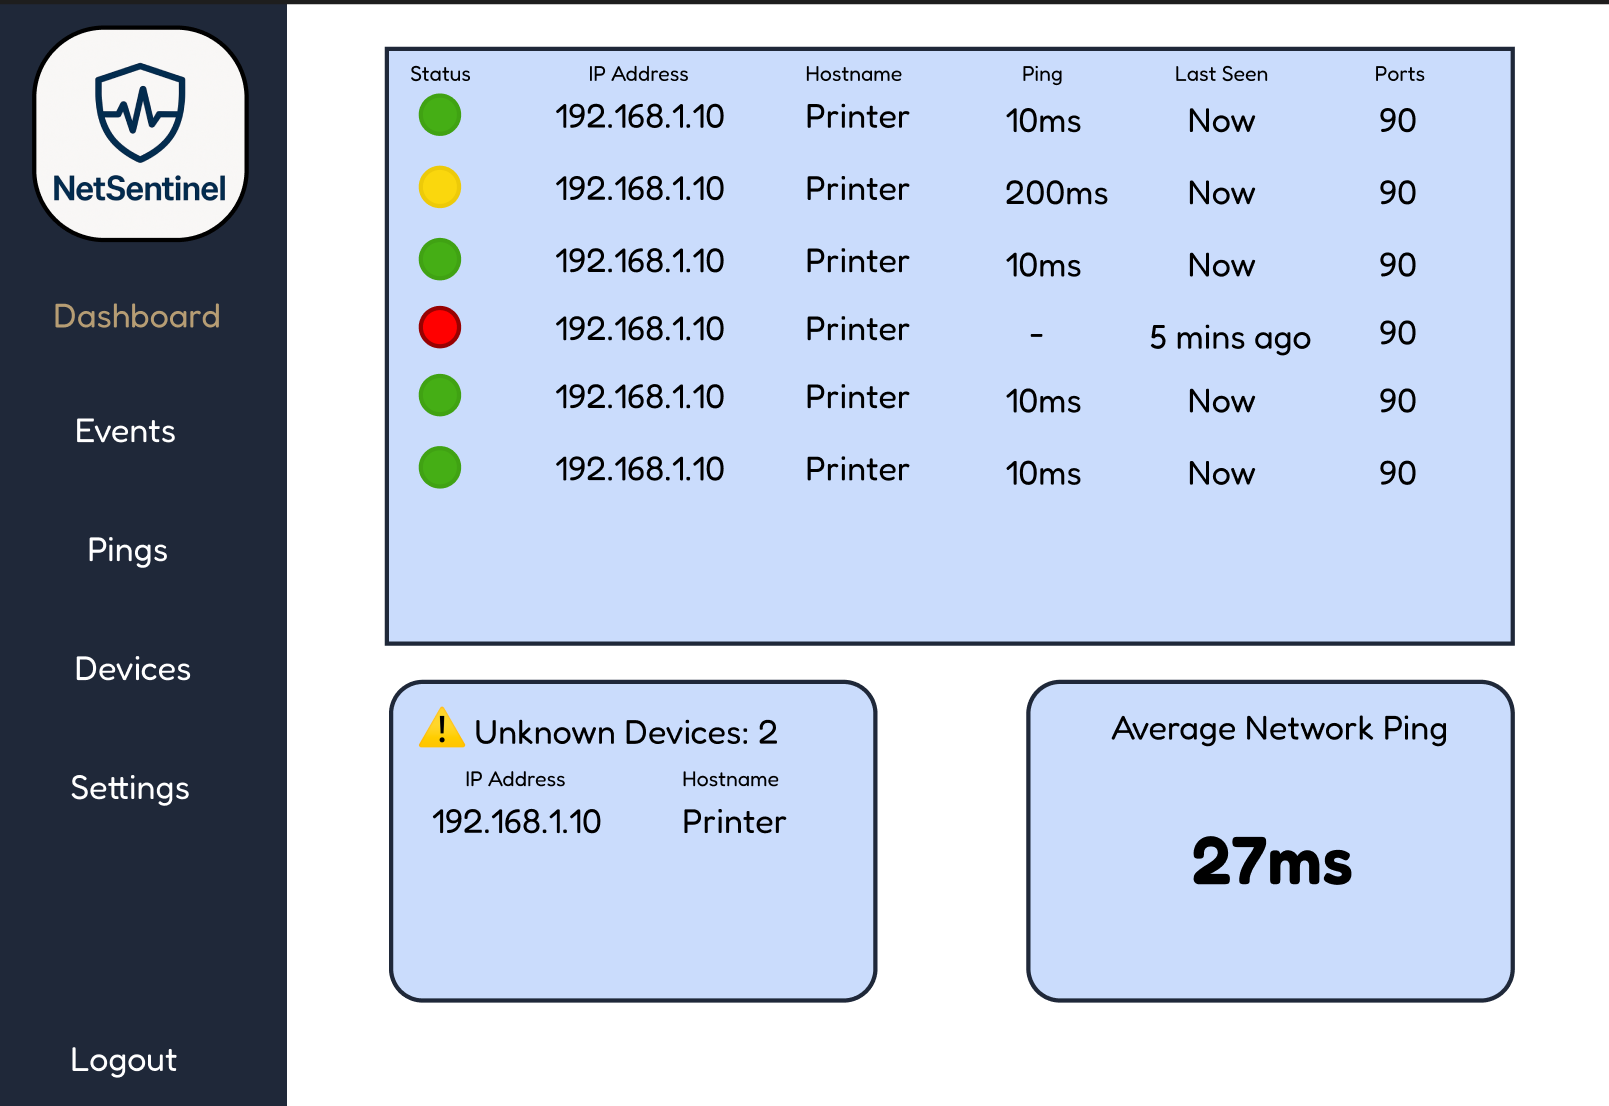 NetSentinel
Dashboard
Events
Pings
Devices
Settings
Logout
Status IP Address Hostname Ping Last Seen Ports
192.168.1.10 Printer 10ms Now 90
192.168.1.10 Printer 200ms Now 90
192.168.1.10 Printer 10ms Now 90
192.168.1.10 Printer - 5 mins ago 90
192.168.1.10 Printer 10ms Now 90
192.168.1.10 Printer 10ms Now 90
Unknown Devices: 2
IP Address Hostname
192.168.1.10 Printer
Average Network Ping
27ms